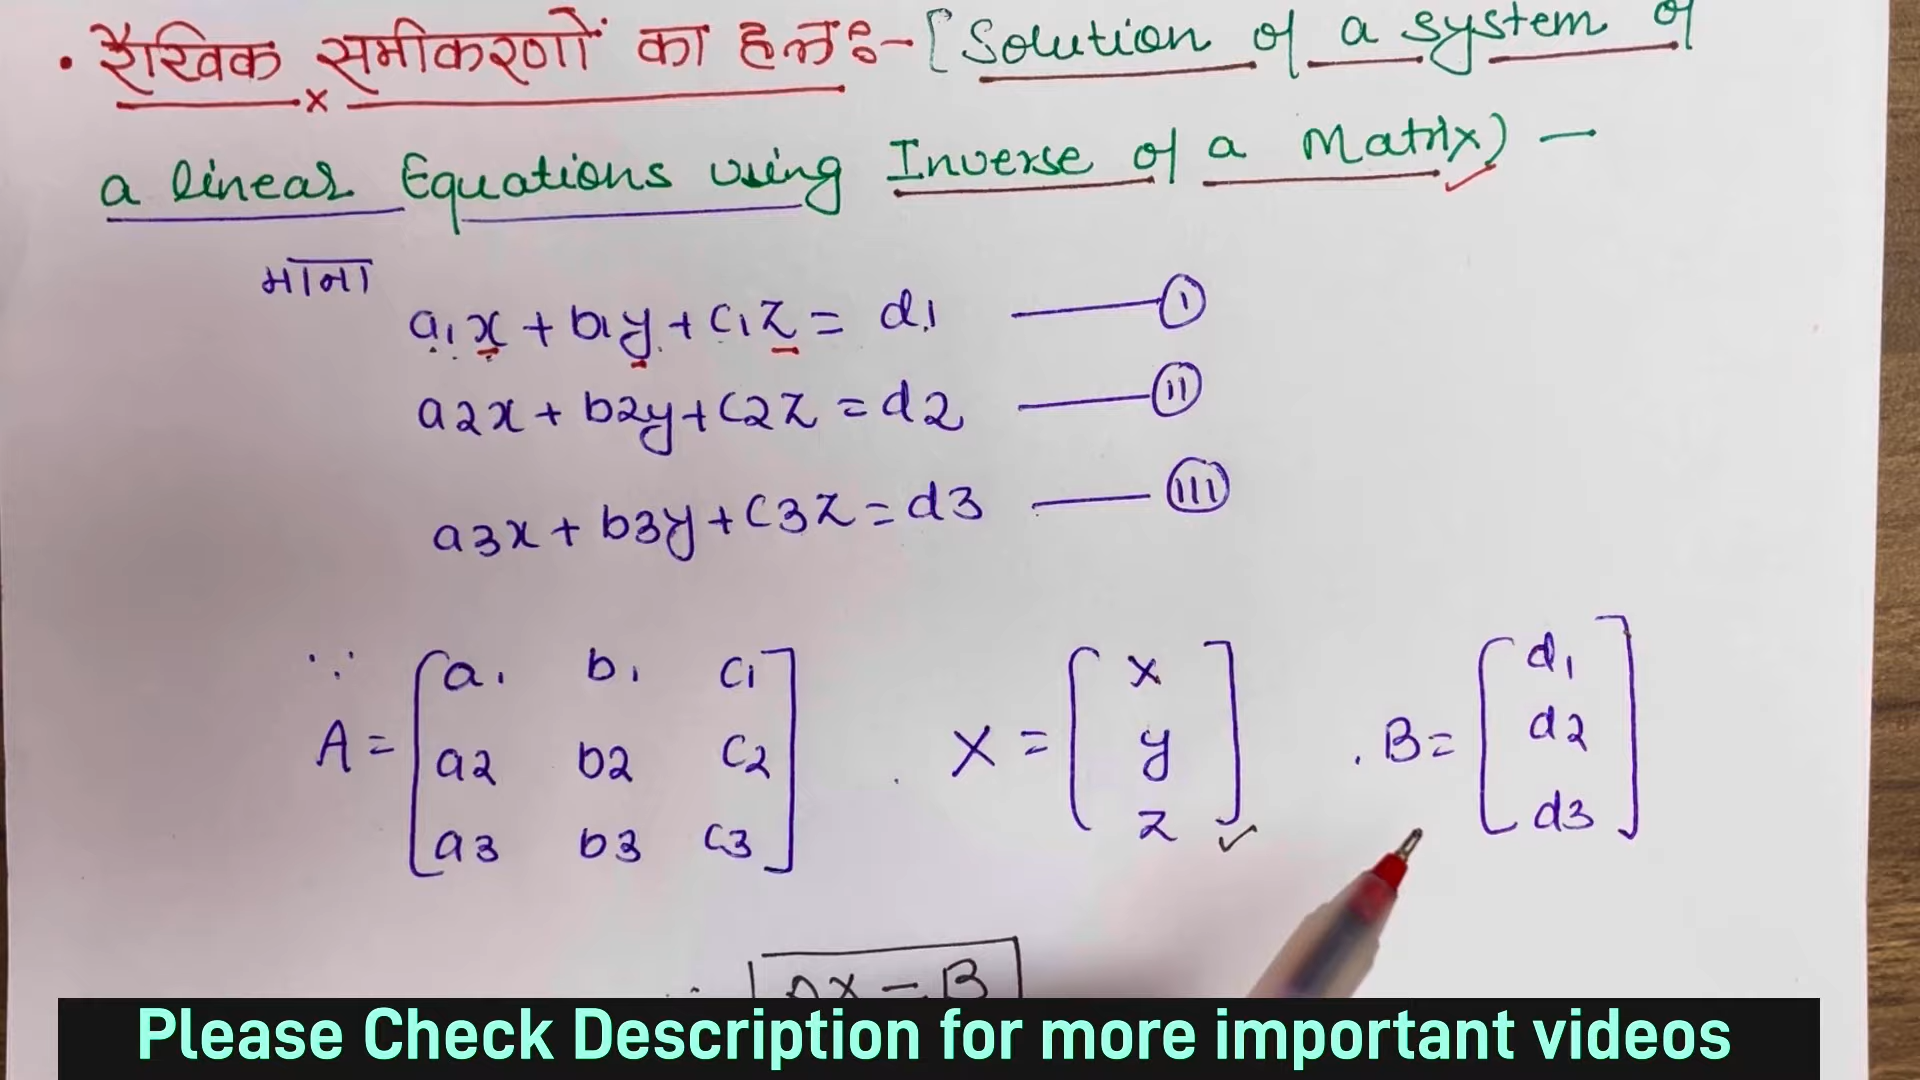 • रैखिक समीकरणों का हल:- [Solution of a system of
a linear Equations using Inverse of a Matrix) —
माना
a1x + b1y + c1z = d1 —— (i)
a2x + b2y + c2z = d2 —— (ii)
a3x + b3y + c3z = d3 —— (iii)
∵
A = [a1 b1 c1
a2 b2 c2
a3 b3 c3] , X = [x
y
z] , B = [d1
d2
d3]
∴ AX = B
Please Check Description for more important videos